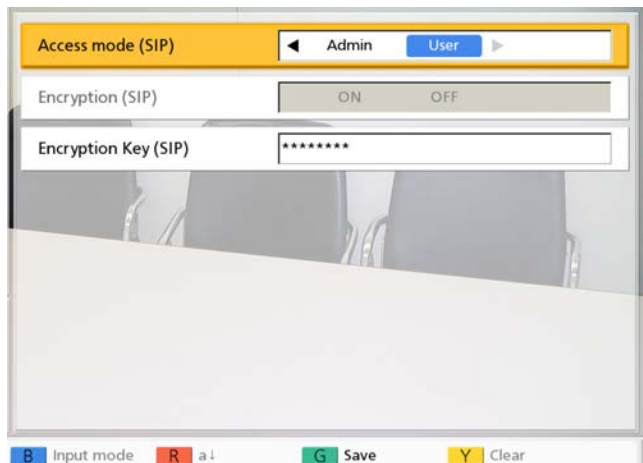 Access mode (SIP) ◀ Admin User ▶
Encryption (SIP) ON OFF
Encryption Key (SIP) ********
B Input mode R a↓ G Save Y Clear